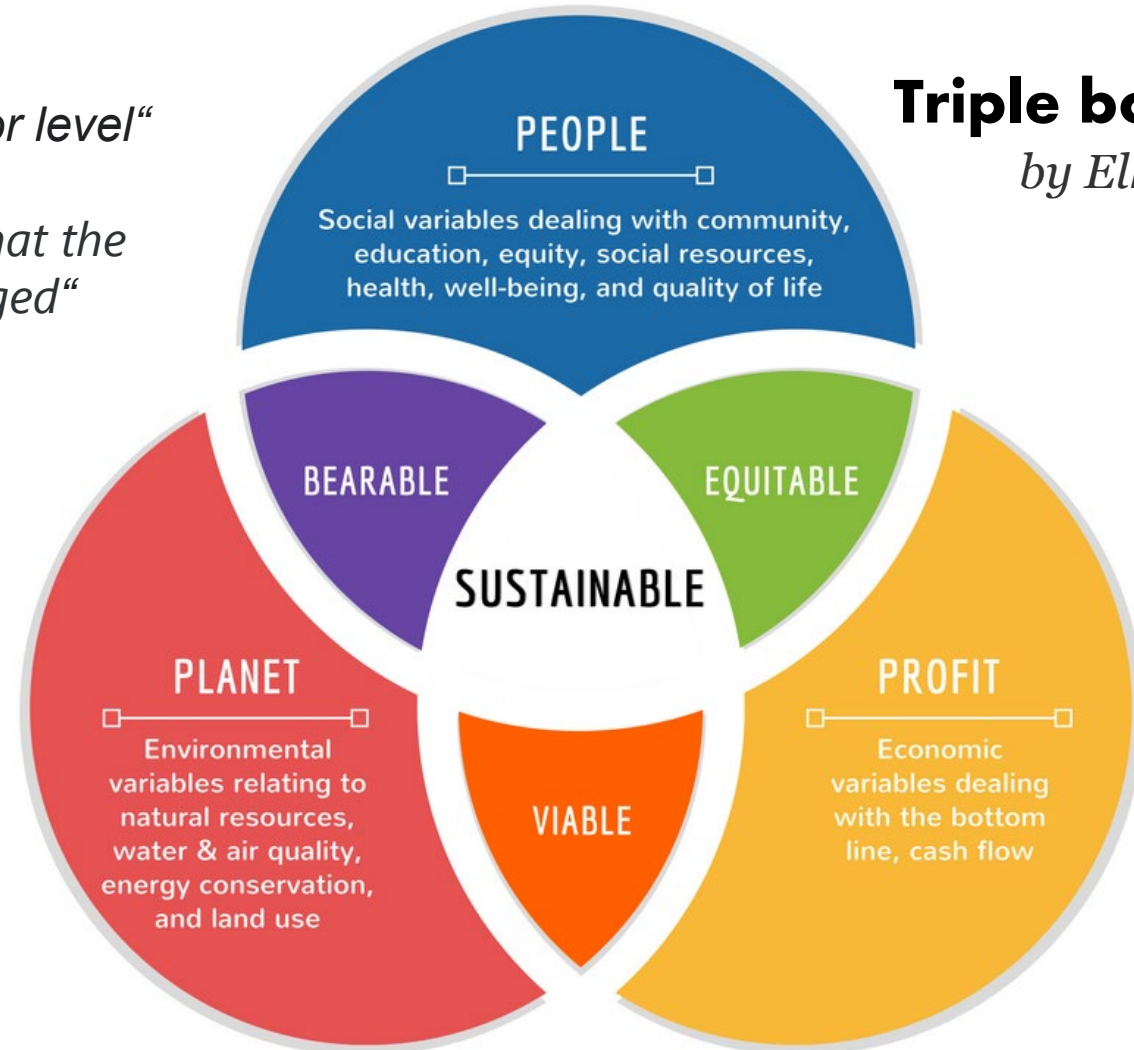 or level“
hat the
ged“
Triple bo
by Ell
PEOPLE
Social variables dealing with community,
education, equity, social resources,
health, well-being, and quality of life
BEARABLE
EQUITABLE
SUSTAINABLE
PLANET
Environmental
variables relating to
natural resources,
water & air quality,
energy conservation,
and land use
VIABLE
PROFIT
Economic
variables dealing
with the bottom
line, cash flow